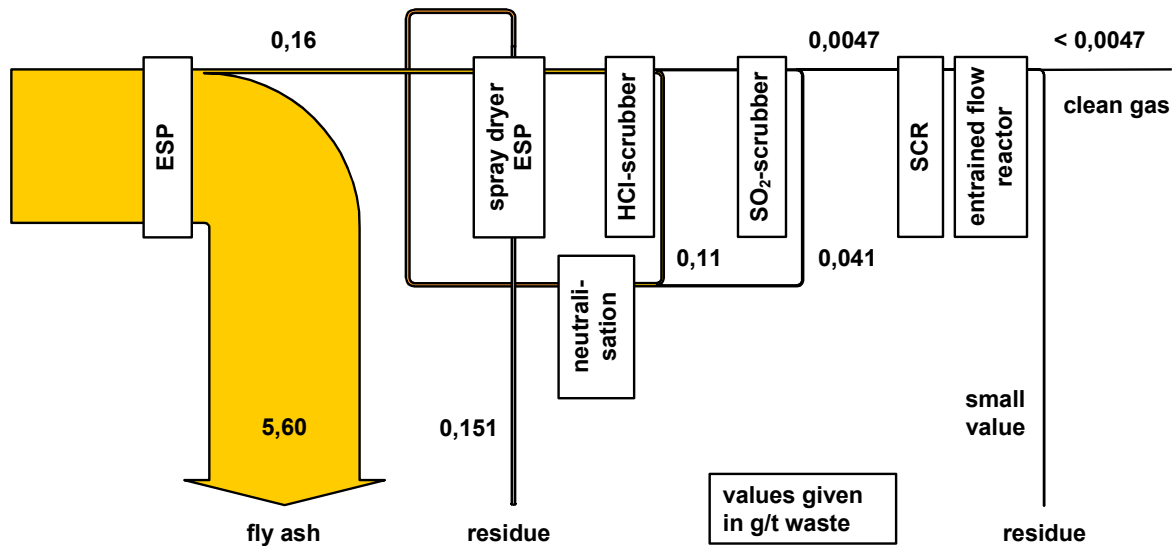 0,16
0,0047
< 0,0047
clean gas
ESP
spray dryer
ESP
HCl-scrubber
SO₂-scrubber
SCR
entrained flow
reactor
0,11
0,041
neutrali-
sation
5,60
0,151
small
value
values given
in g/t waste
fly ash
residue
residue